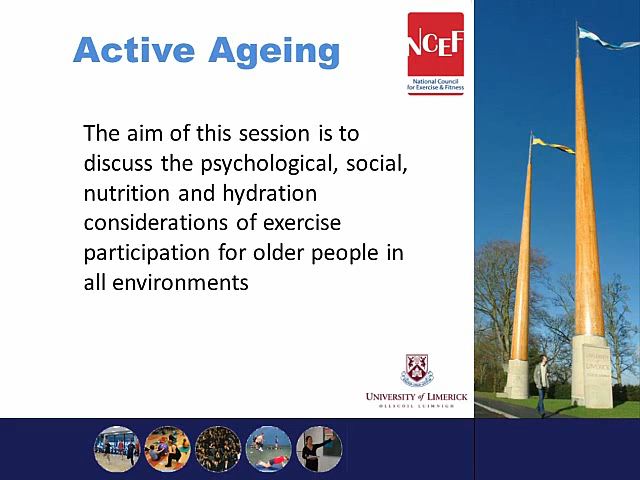 Active Ageing
NCEF
National Council
for Exercise & Fitness
The aim of this session is to
discuss the psychological, social,
nutrition and hydration
considerations of exercise
participation for older people in
all environments
UNIVERSITY of LIMERICK
OLLSCOIL LUIMNIGH
LIMERICK